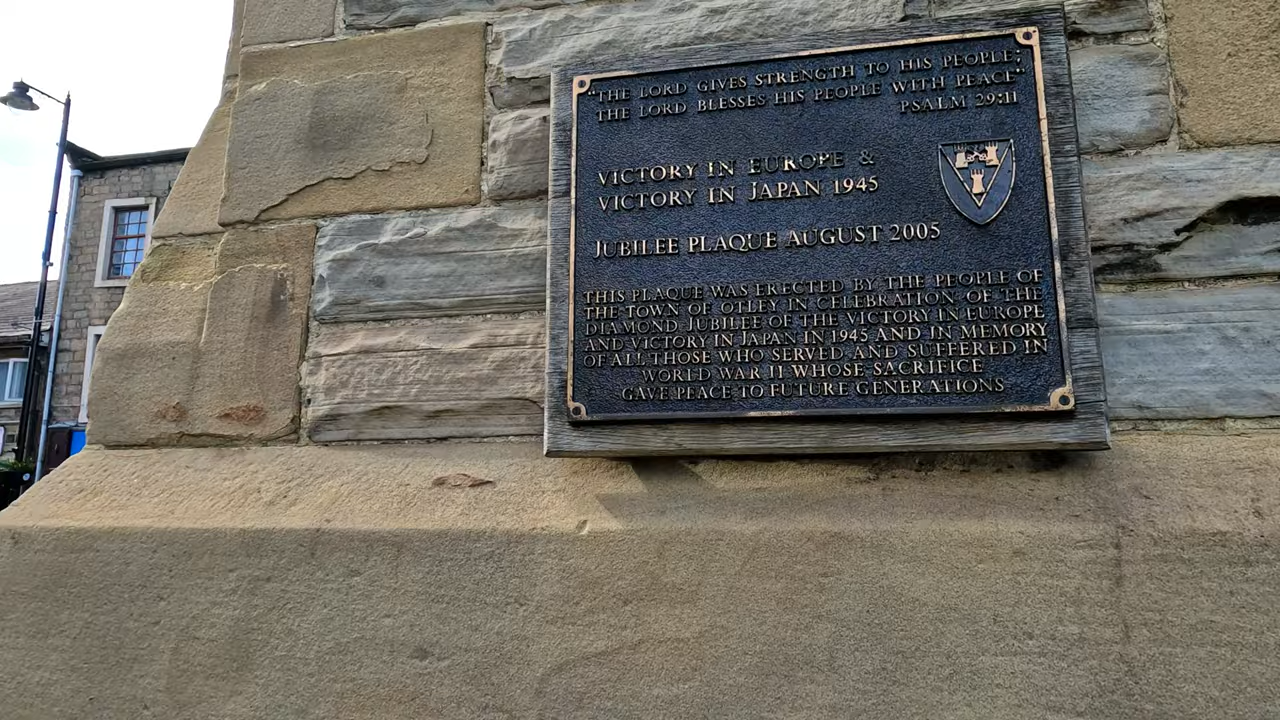 "THE LORD GIVES STRENGTH TO HIS PEOPLE;
THE LORD BLESSES HIS PEOPLE WITH PEACE"
PSALM 29:11
VICTORY IN EUROPE &
VICTORY IN JAPAN 1945
JUBILEE PLAQUE AUGUST 2005
THIS PLAQUE WAS ERECTED BY THE PEOPLE OF
THE TOWN OF OTLEY IN CELEBRATION OF THE
DIAMOND JUBILEE OF THE VICTORY IN EUROPE
AND VICTORY IN JAPAN IN 1945 AND IN MEMORY
OF ALL THOSE WHO SERVED AND SUFFERED IN
WORLD WAR II WHOSE SACRIFICE
GAVE PEACE TO FUTURE GENERATIONS